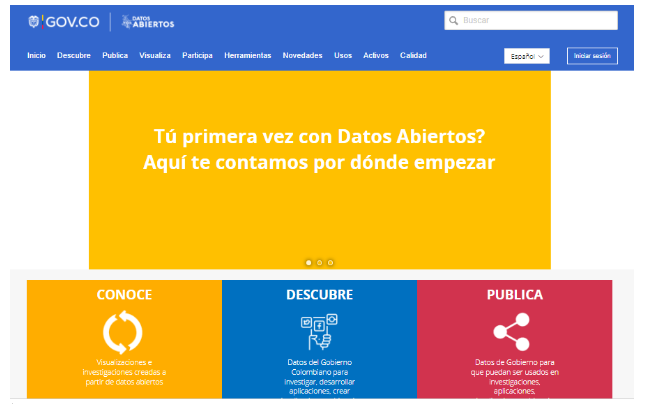 GOV.CO
DATOS
ABIERTOS
Buscar
Inicio Descubre Publica Visualiza Participa Herramientas Novedades Usos Activos Calidad
Español
Iniciar sesión
Tú primera vez con Datos Abiertos?
Aquí te contamos por dónde empezar
CONOCE
Visualizaciones e
investigaciones creadas a
partir de datos abiertos
DESCUBRE
Datos del Gobierno
Colombiano para
investigar, desarrollar
aplicaciones, crear
PUBLICA
Datos de Gobierno para
que puedan ser usados en
investigaciones,
aplicaciones,